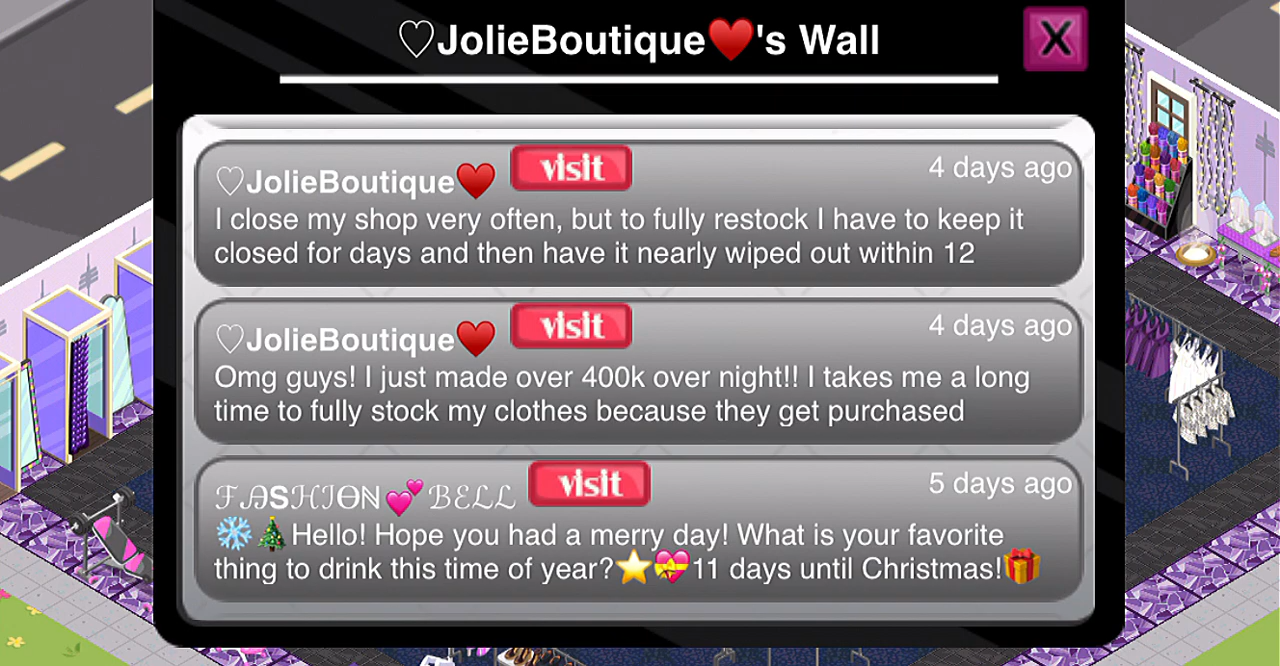 ♡JolieBoutique❤️'s Wall
X
♡JolieBoutique❤️ visit 4 days ago
I close my shop very often, but to fully restock I have to keep it
closed for days and then have it nearly wiped out within 12
♡JolieBoutique❤️ visit 4 days ago
Omg guys! I just made over 400k over night!! I takes me a long
time to fully stock my clothes because they get purchased
ℱᎯSℋℐᎾℕ💕ℬℰℒℒ visit 5 days ago
❄️🎄Hello! Hope you had a merry day! What is your favorite
thing to drink this time of year?⭐💝11 days until Christmas!🎁